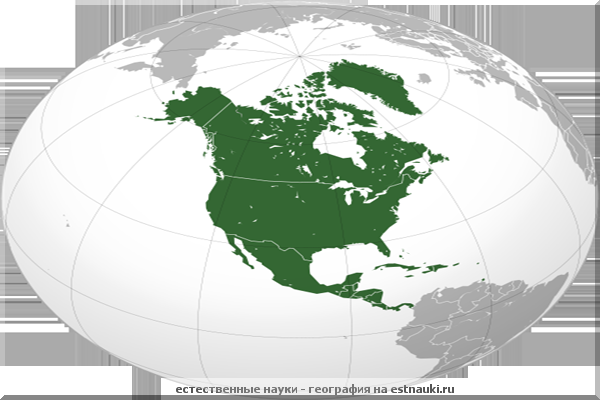 естественные науки - география на estnauki.ru